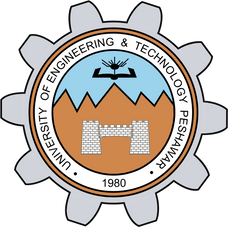 UNIVERSITY OF ENGINEERING & TECHNOLOGY PESHAWAR
1980